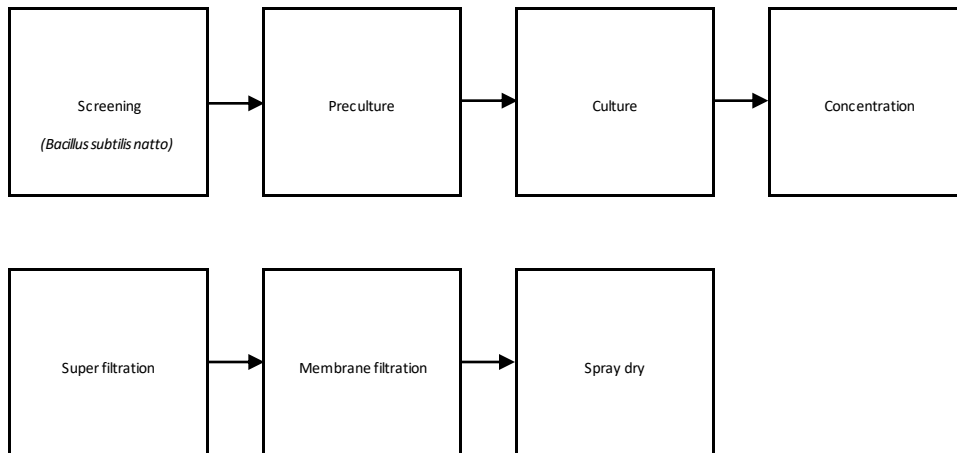 Screening
(Bacillus subtilis natto)
Preculture
Culture
Concentration
Super filtration
Membrane filtration
Spray dry